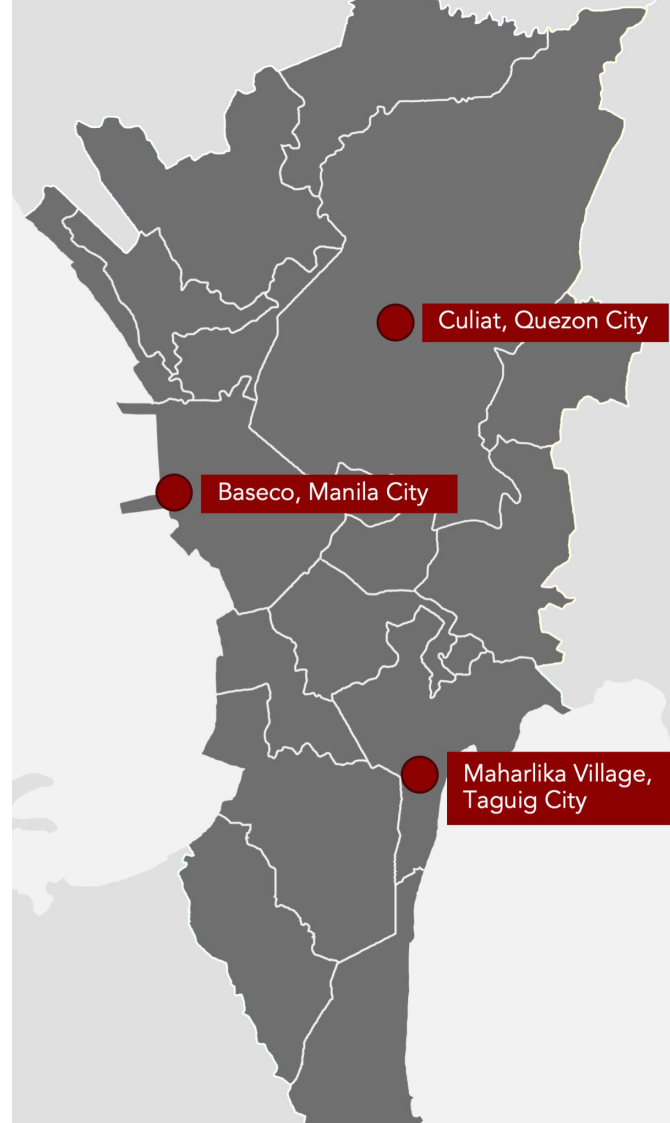 Culiat, Quezon City
Baseco, Manila City
Maharlika Village,
Taguig City